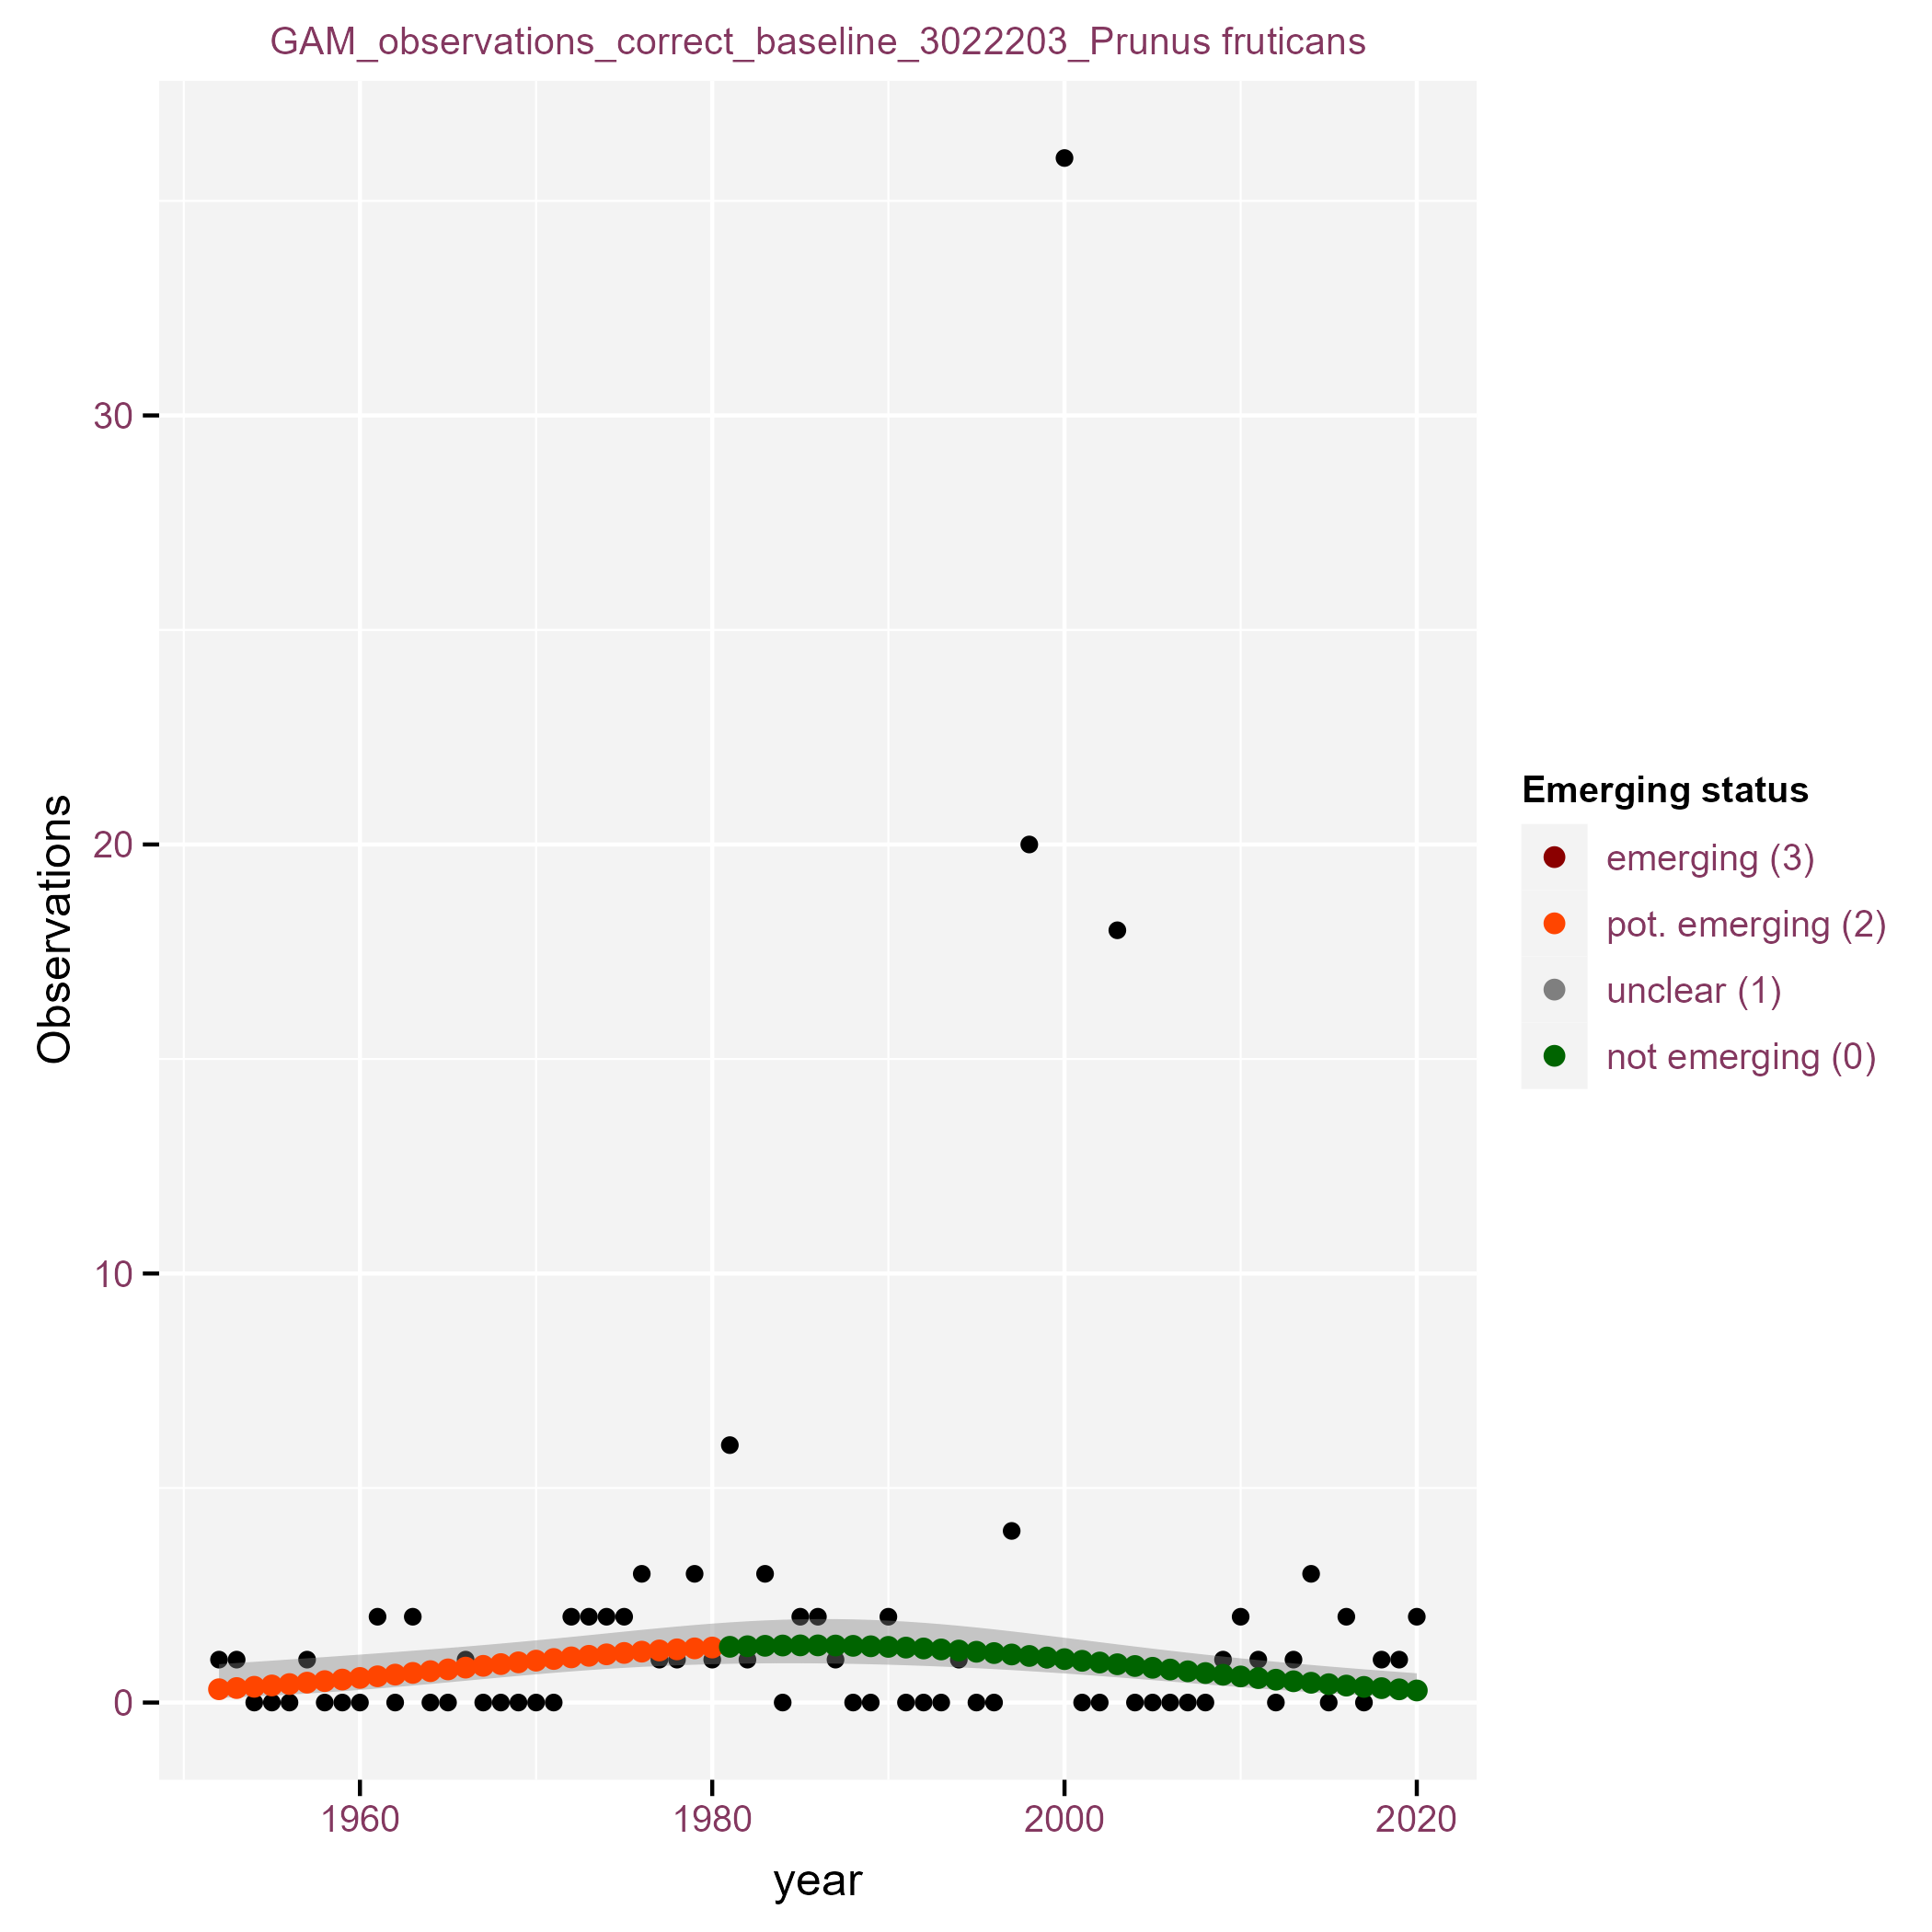 GAM_observations_correct_baseline_3022203_Prunus fruticans
Observations
30
20
10
0
1960
1980
2000
2020
year
Emerging status
emerging (3)
pot. emerging (2)
unclear (1)
not emerging (0)